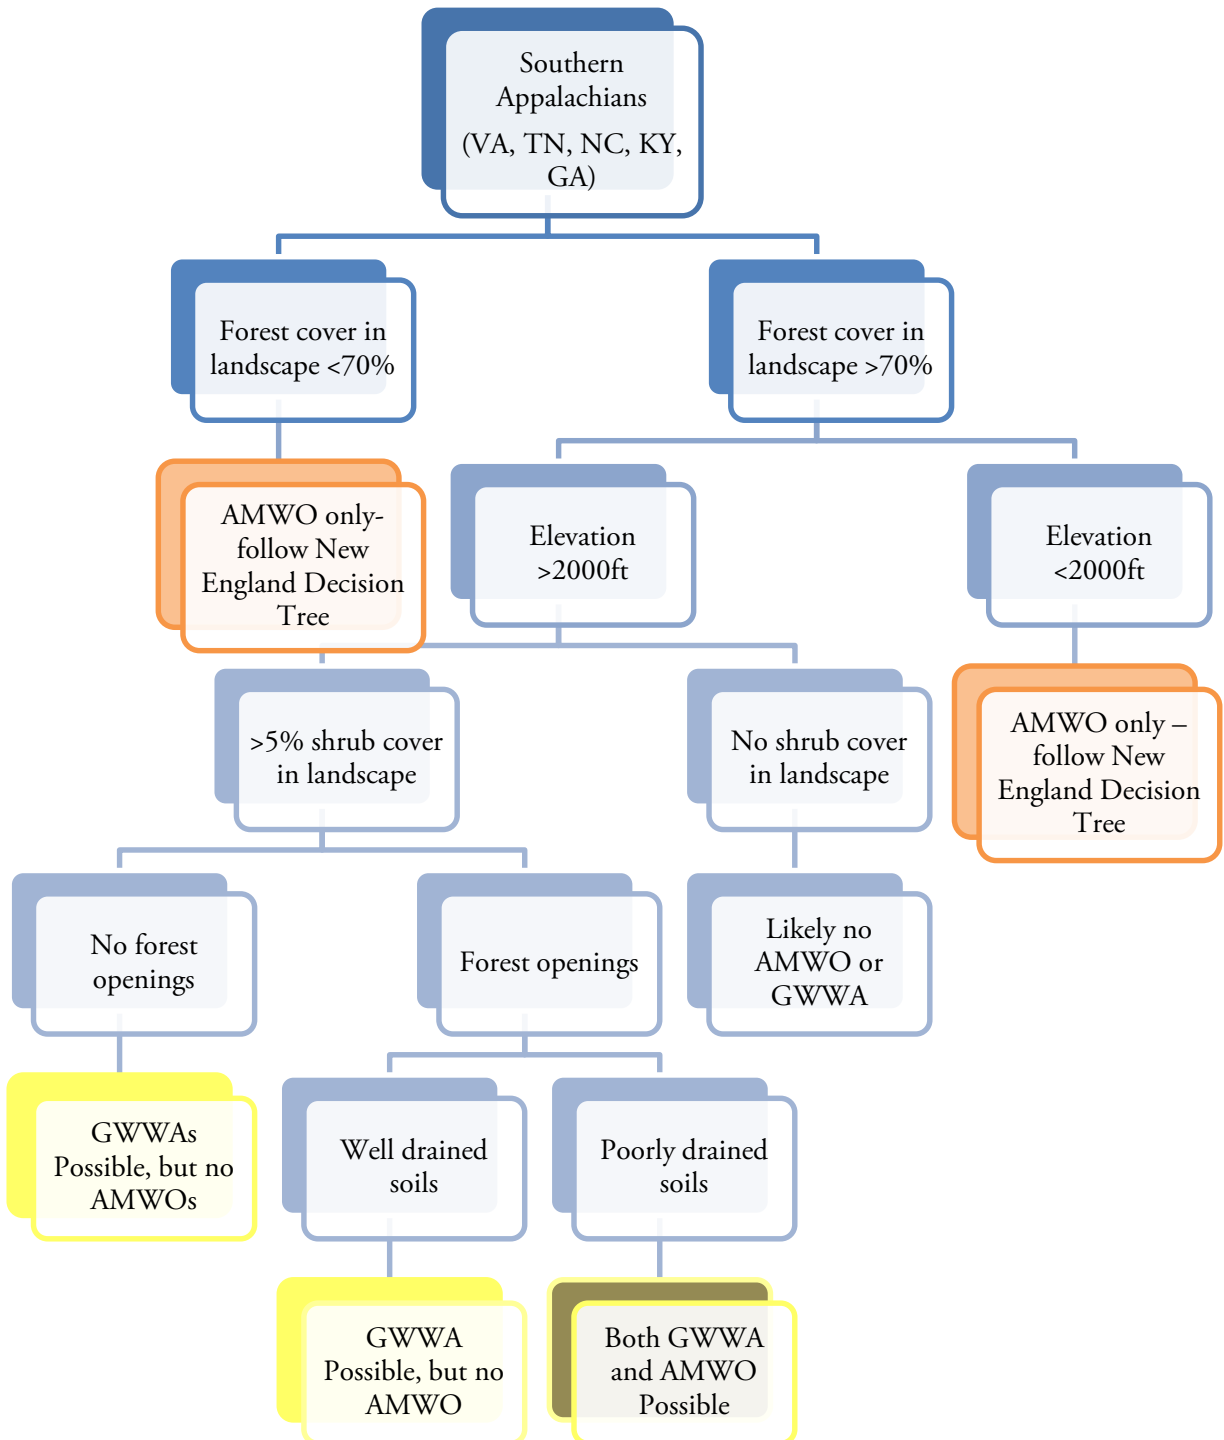 Southern
Appalachians
(VA, TN, NC, KY,
GA)
Forest cover in
landscape <70%
Forest cover in
landscape >70%
AMWO only-
follow New
England Decision
Tree
Elevation
>2000ft
Elevation
<2000ft
>5% shrub cover
in landscape
No shrub cover
in landscape
AMWO only –
follow New
England Decision
Tree
No forest
openings
Forest openings
Likely no
AMWO or
GWWA
GWWAs
Possible, but no
AMWOs
Well drained
soils
Poorly drained
soils
GWWA
Possible, but no
AMWO
Both GWWA
and AMWO
Possible